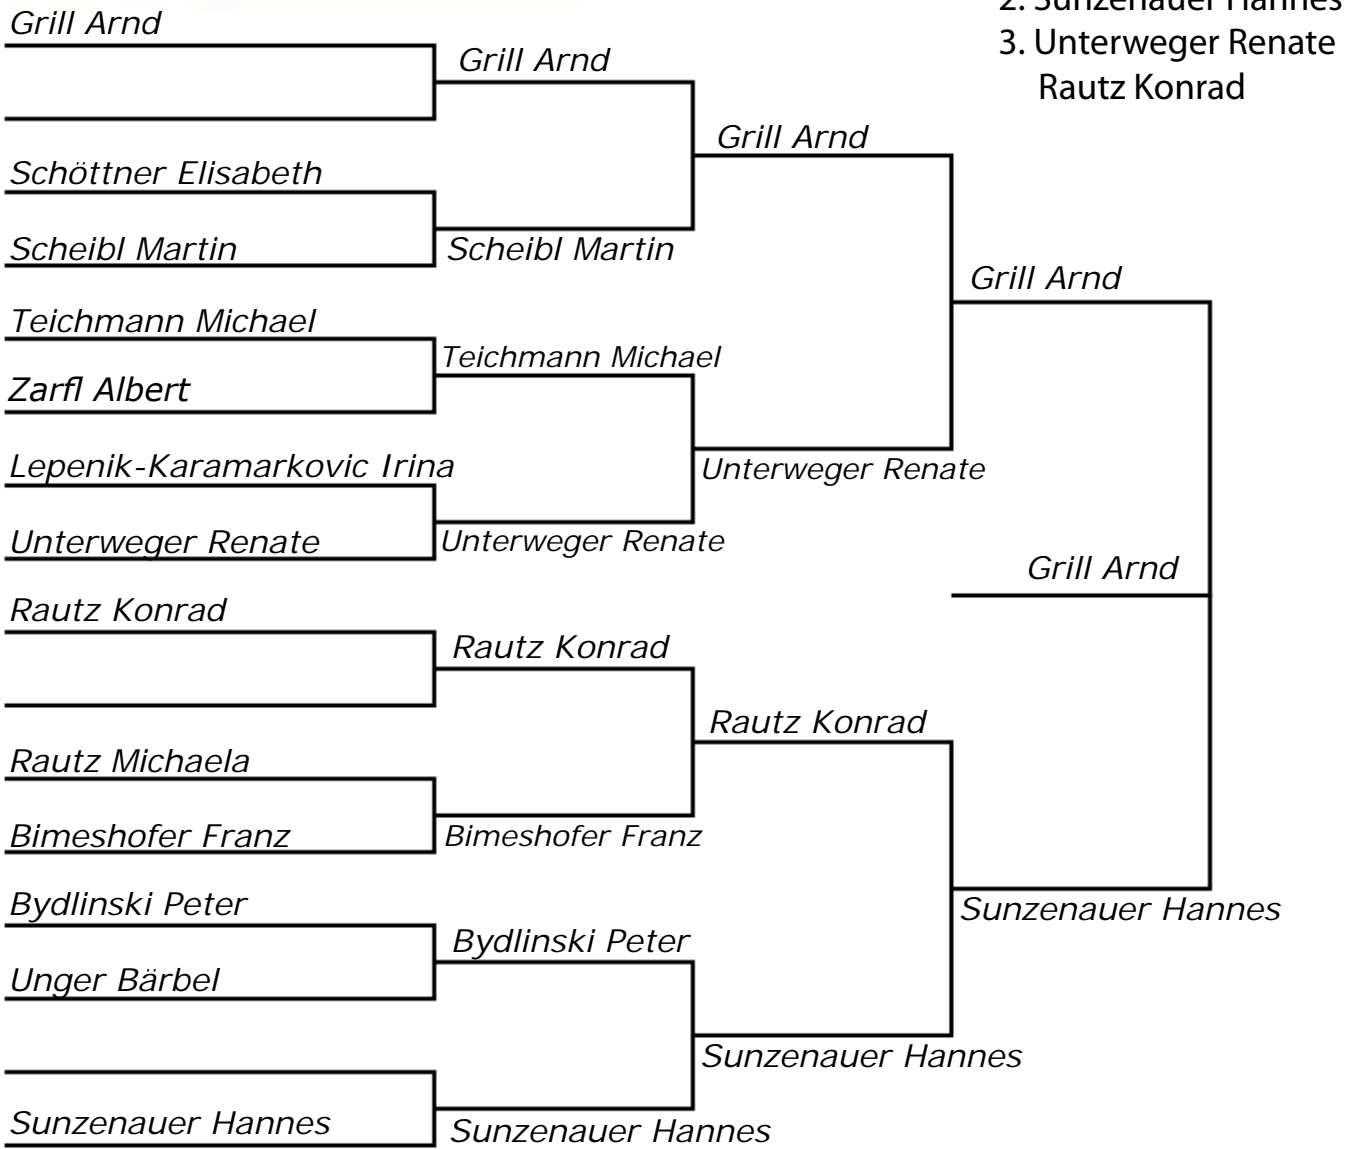 2. Sunzenauer Hannes
3. Unterweger Renate
Rautz Konrad
Grill Arnd
Schöttner Elisabeth
Scheibl Martin
Teichmann Michael
Zarfl Albert
Lepenik-Karamarkovic Irina
Unterweger Renate
Rautz Konrad
Rautz Michaela
Bimeshofer Franz
Bydlinski Peter
Unger Bärbel
Sunzenauer Hannes
Grill Arnd
Scheibl Martin
Teichmann Michael
Unterweger Renate
Rautz Konrad
Bimeshofer Franz
Bydlinski Peter
Sunzenauer Hannes
Grill Arnd
Unterweger Renate
Rautz Konrad
Sunzenauer Hannes
Grill Arnd
Sunzenauer Hannes
Grill Arnd